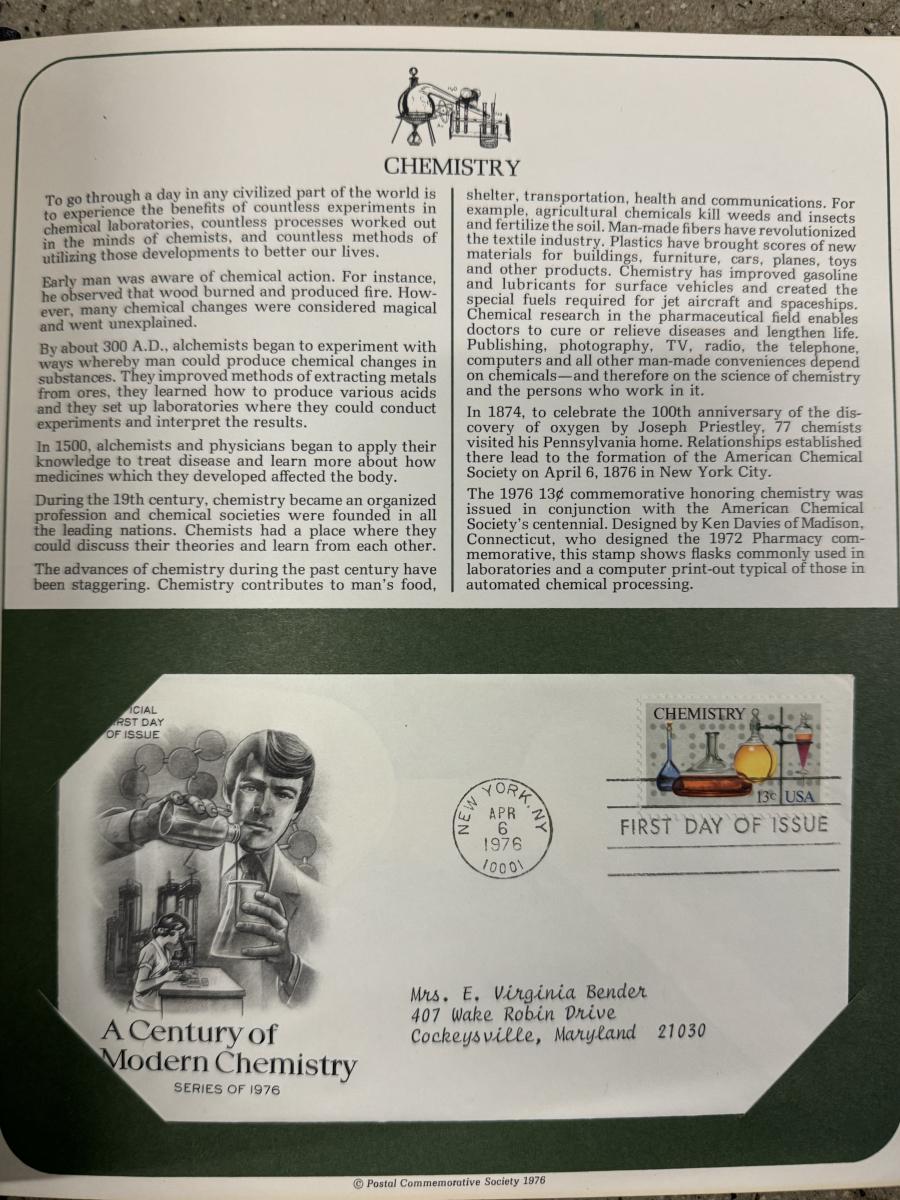 CHEMISTRY
To go through a day in any civilized part of the world is
to experience the benefits of countless experiments in
chemical laboratories, countless processes worked out
in the minds of chemists, and countless methods of
utilizing those developments to better our lives.
Early man was aware of chemical action. For instance,
he observed that wood burned and produced fire. How-
ever, many chemical changes were considered magical
and went unexplained.
By about 300 A.D., alchemists began to experiment with
ways whereby man could produce chemical changes in
substances. They improved methods of extracting metals
from ores, they learned how to produce various acids
and they set up laboratories where they could conduct
experiments and interpret the results.
In 1500, alchemists and physicians began to apply their
knowledge to treat disease and learn more about how
medicines which they developed affected the body.
During the 19th century, chemistry became an organized
profession and chemical societies were founded in all
the leading nations. Chemists had a place where they
could discuss their theories and learn from each other.
The advances of chemistry during the past century have
been staggering. Chemistry contributes to man's food,
shelter, transportation, health and communications. For
example, agricultural chemicals kill weeds and insects
and fertilize the soil. Man-made fibers have revolutionized
the textile industry. Plastics have brought scores of new
materials for buildings, furniture, cars, planes, toys
and other products. Chemistry has improved gasoline
and lubricants for surface vehicles and created the
special fuels required for jet aircraft and spaceships.
Chemical research in the pharmaceutical field enables
doctors to cure or relieve diseases and lengthen life.
Publishing, photography, TV, radio, the telephone,
computers and all other man-made conveniences depend
on chemicals—and therefore on the science of chemistry
and the persons who work in it.
In 1874, to celebrate the 100th anniversary of the dis-
covery of oxygen by Joseph Priestley, 77 chemists
visited his Pennsylvania home. Relationships established
there lead to the formation of the American Chemical
Society on April 6, 1876 in New York City.
The 1976 13¢ commemorative honoring chemistry was
issued in conjunction with the American Chemical
Society's centennial. Designed by Ken Davies of Madison,
Connecticut, who designed the 1972 Pharmacy com-
memorative, this stamp shows flasks commonly used in
laboratories and a computer print-out typical of those in
automated chemical processing.
ICIAL
RST DAY
OF ISSUE
CHEMISTRY
13c USA
NEW YORK, NY
APR
6
1976
10001
FIRST DAY OF ISSUE
Mrs. E. Virginia Bender
407 Wake Robin Drive
Cockeysville, Maryland 21030
A Century of
Modern Chemistry
SERIES OF 1976
© Postal Commemorative Society 1976